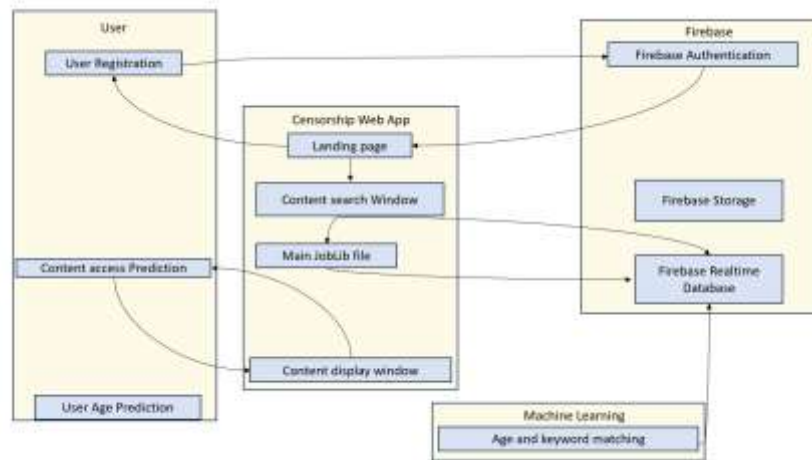 User
User Registration
Content access Prediction
User Age Prediction
Censorship Web App
Landing page
Content search Window
Main JobLib file
Content display window
Firebase
Firebase Authentication
Firebase Storage
Firebase Realtime
Database
Machine Learning
Age and keyword matching